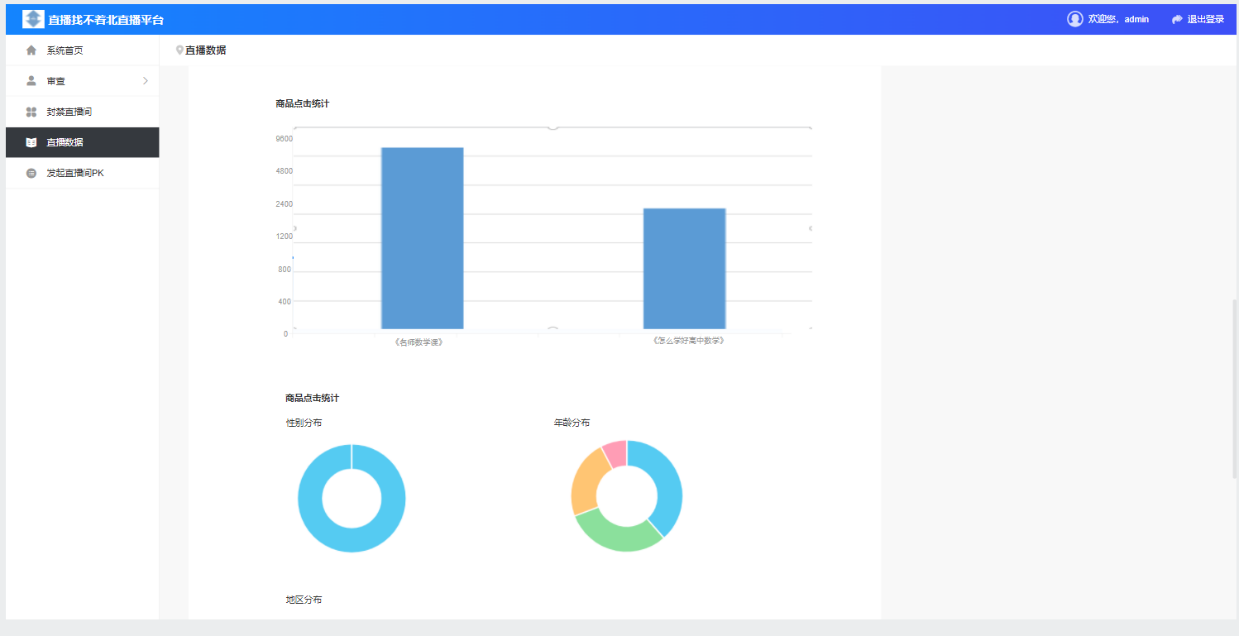 直播找不着北直播平台
欢迎您，admin
退出登录
系统首页
审查
封禁直播间
直播数据
发起直播间PK
直播数据
商品点击统计
9600
4800
2400
1200
800
400
0
《名师数学课》
《怎么学好高中数学》
商品点击统计
性别分布
年龄分布
地区分布